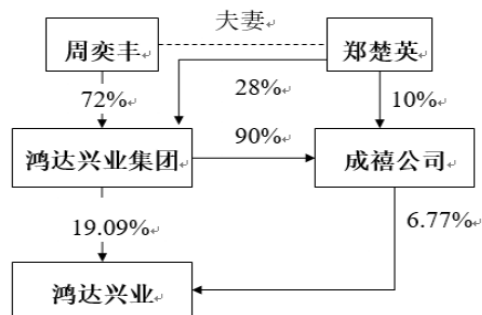 夫妻
周奕丰
郑楚英
72%
28%
10%
鸿达兴业集团
90%
成禧公司
19.09%
6.77%
鸿达兴业